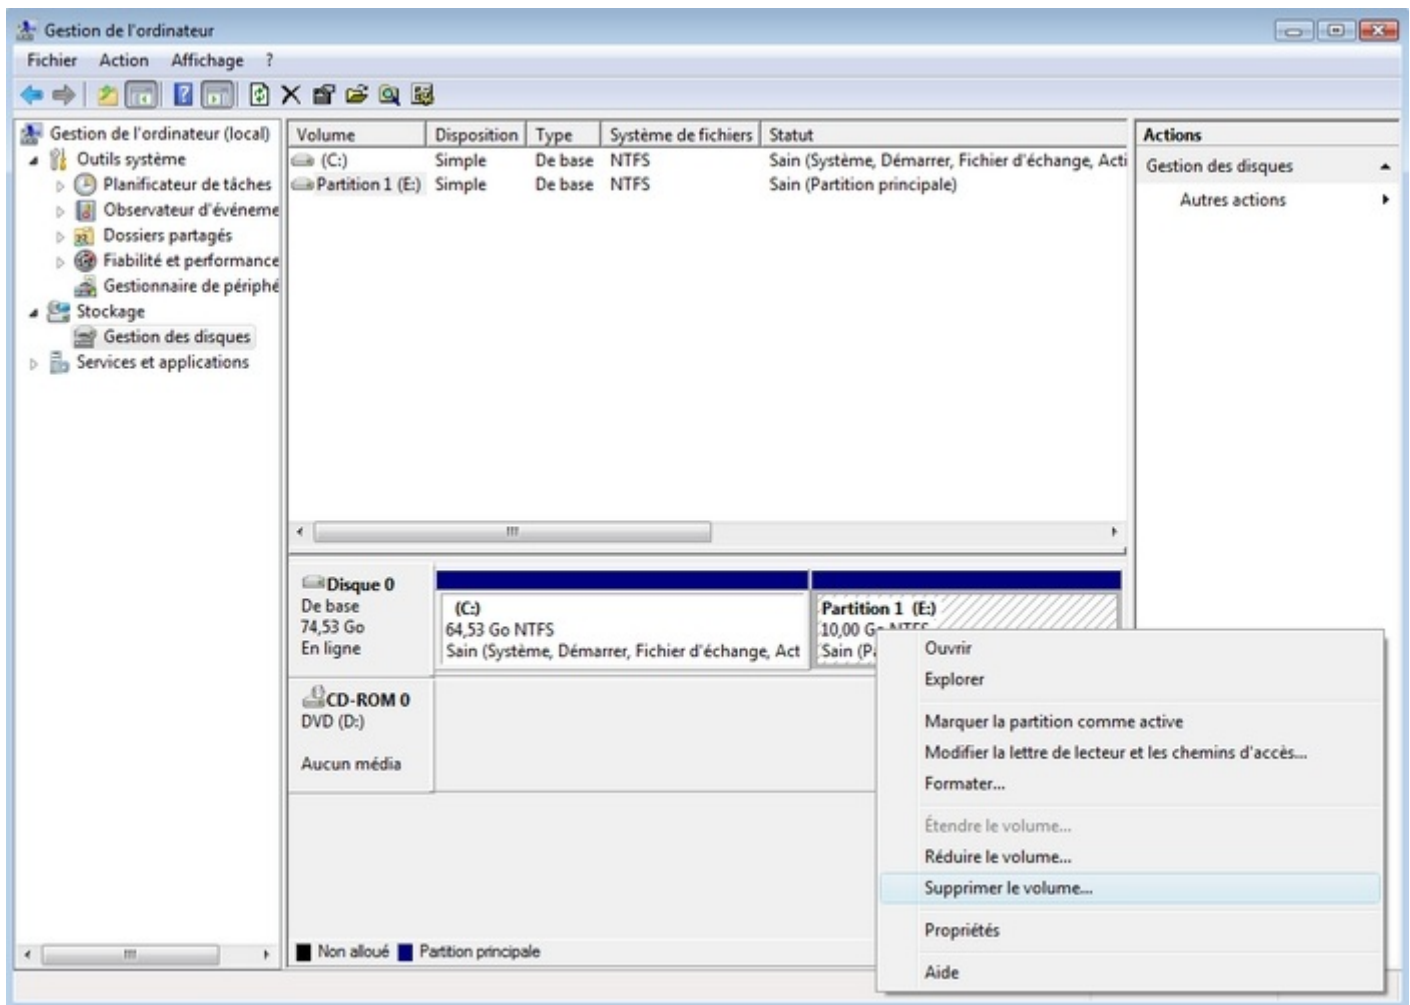 Gestion de l'ordinateur
Fichier Action Affichage ?
Gestion de l'ordinateur (local)
Outils système
Planificateur de tâches
Observateur d'événeme
Dossiers partagés
Fiabilité et performance
Gestionnaire de périphé
Stockage
Gestion des disques
Services et applications
Volume Disposition Type Système de fichiers Statut
(C:) Simple De base NTFS Sain (Système, Démarrer, Fichier d'échange, Acti
Partition 1 (E:) Simple De base NTFS Sain (Partition principale)
Actions
Gestion des disques
Autres actions
Disque 0
De base
74,53 Go
En ligne
(C:)
64,53 Go NTFS
Sain (Système, Démarrer, Fichier d'échange, Act
Partition 1 (E:)
10,00 Go NTFS
Sain (P
CD-ROM 0
DVD (D:)
Aucun média
Ouvrir
Explorer
Marquer la partition comme active
Modifier la lettre de lecteur et les chemins d'accès...
Formater...
Étendre le volume...
Réduire le volume...
Supprimer le volume...
Propriétés
Aide
Non alloué Partition principale